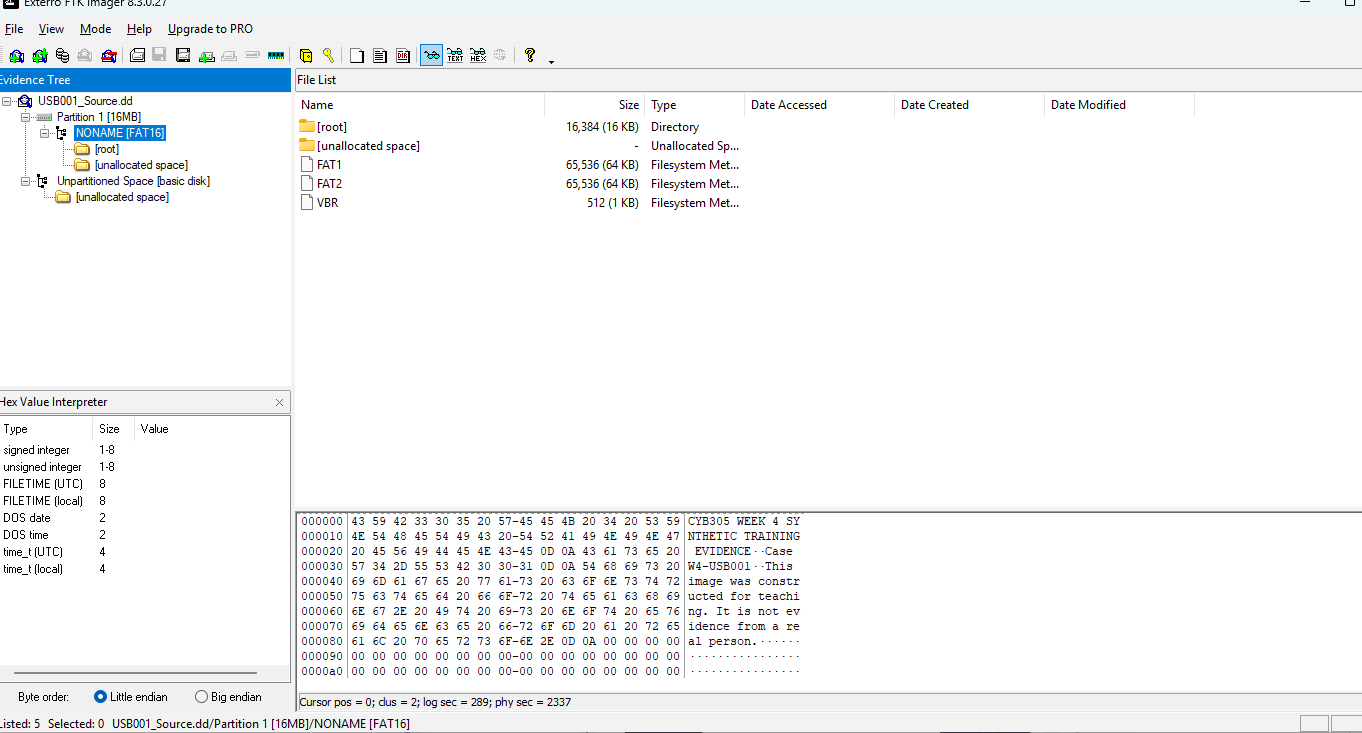 Exterro FTK Imager 8.3.0.27
File View Mode Help Upgrade to PRO
Evidence Tree
USB001_Source.dd
Partition 1 [16MB]
NONAME [FAT16]
[root]
[unallocated space]
Unpartitioned Space [basic disk]
[unallocated space]
File List
Name Size Type Date Accessed Date Created Date Modified
[root] 16,384 (16 KB) Directory
[unallocated space] - Unallocated Sp...
FAT1 65,536 (64 KB) Filesystem Met...
FAT2 65,536 (64 KB) Filesystem Met...
VBR 512 (1 KB) Filesystem Met...
Hex Value Interpreter
Type Size Value
signed integer 1-8
unsigned integer 1-8
FILETIME (UTC) 8
FILETIME (local) 8
DOS date 2
DOS time 2
time_t (UTC) 4
time_t (local) 4
Byte order: Little endian Big endian
000000 43 59 42 33 30 35 20 57-45 45 4B 20 34 20 53 59 CYB305 WEEK 4 SY
000010 4E 54 48 45 54 49 43 20-54 52 41 49 4E 49 4E 47 NTHETIC TRAINING
000020 20 45 56 49 44 45 4E 43-45 0D 0A 43 61 73 65 20  EVIDENCE··Case
000030 57 34 2D 55 53 42 30 30-31 0D 0A 54 68 69 73 20 W4-USB001··This
000040 69 6D 61 67 65 20 77 61-73 20 63 6F 6E 73 74 72 image was constr
000050 75 63 74 65 64 20 66 6F-72 20 74 65 61 63 68 69 ucted for teachi
000060 6E 67 2E 20 49 74 20 69-73 20 6E 6F 74 20 65 76 ng. It is not ev
000070 69 64 65 6E 63 65 20 66-72 6F 6D 20 61 20 72 65 idence from a re
000080 61 6C 20 70 65 72 73 6F-6E 2E 0D 0A 00 00 00 00 al person.······
000090 00 00 00 00 00 00 00 00-00 00 00 00 00 00 00 00 ················
0000a0 00 00 00 00 00 00 00 00-00 00 00 00 00 00 00 00 ················
Cursor pos = 0; clus = 2; log sec = 289; phy sec = 2337
Listed: 5 Selected: 0 USB001_Source.dd/Partition 1 [16MB]/NONAME [FAT16]